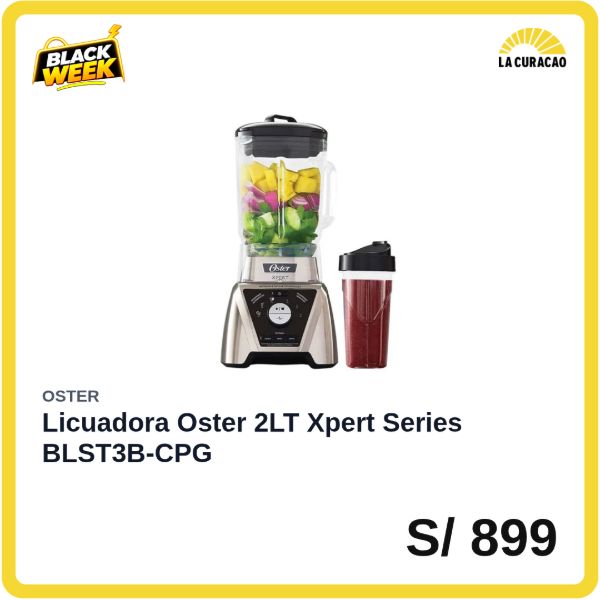 BLACK
WEEK
LA CURACAO
Oster
XPERT
OSTER
Licuadora Oster 2LT Xpert Series
BLST3B-CPG
S/ 899